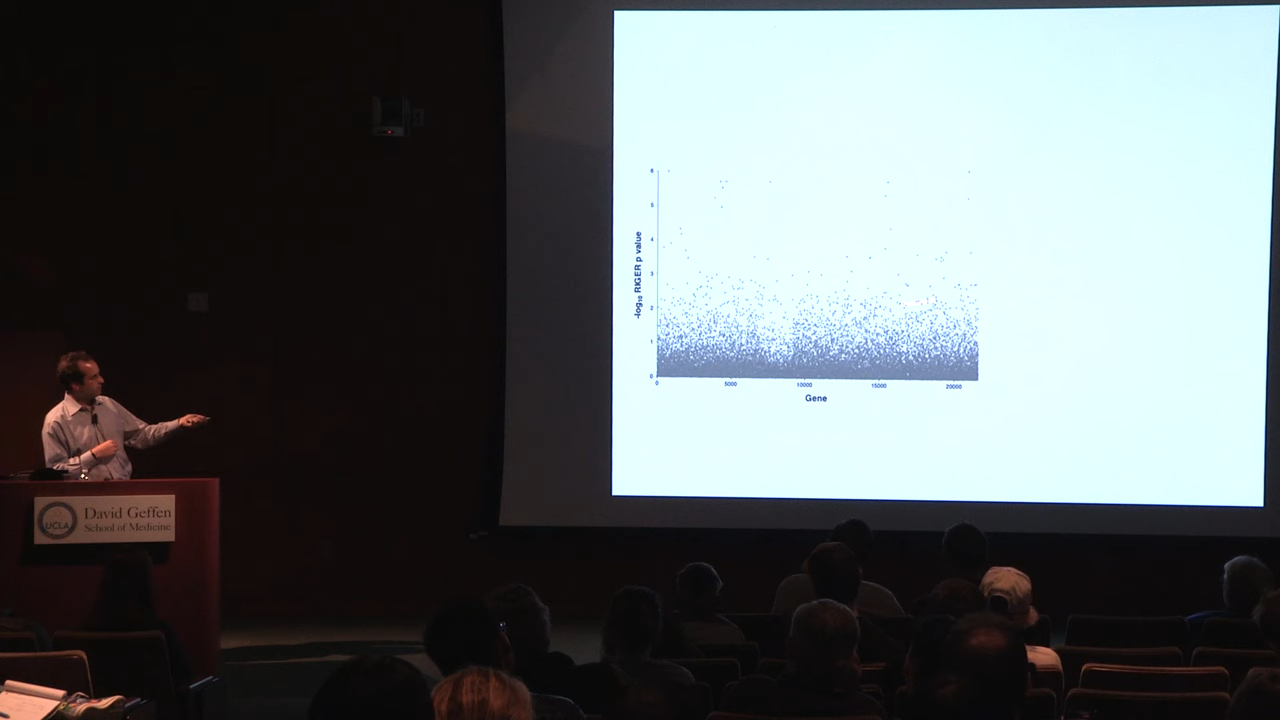 6
5
4
3
2
1
0
-log10 RIGER p value
0 5000 10000 15000 20000
Gene
UCLA
David Geffen
School of Medicine